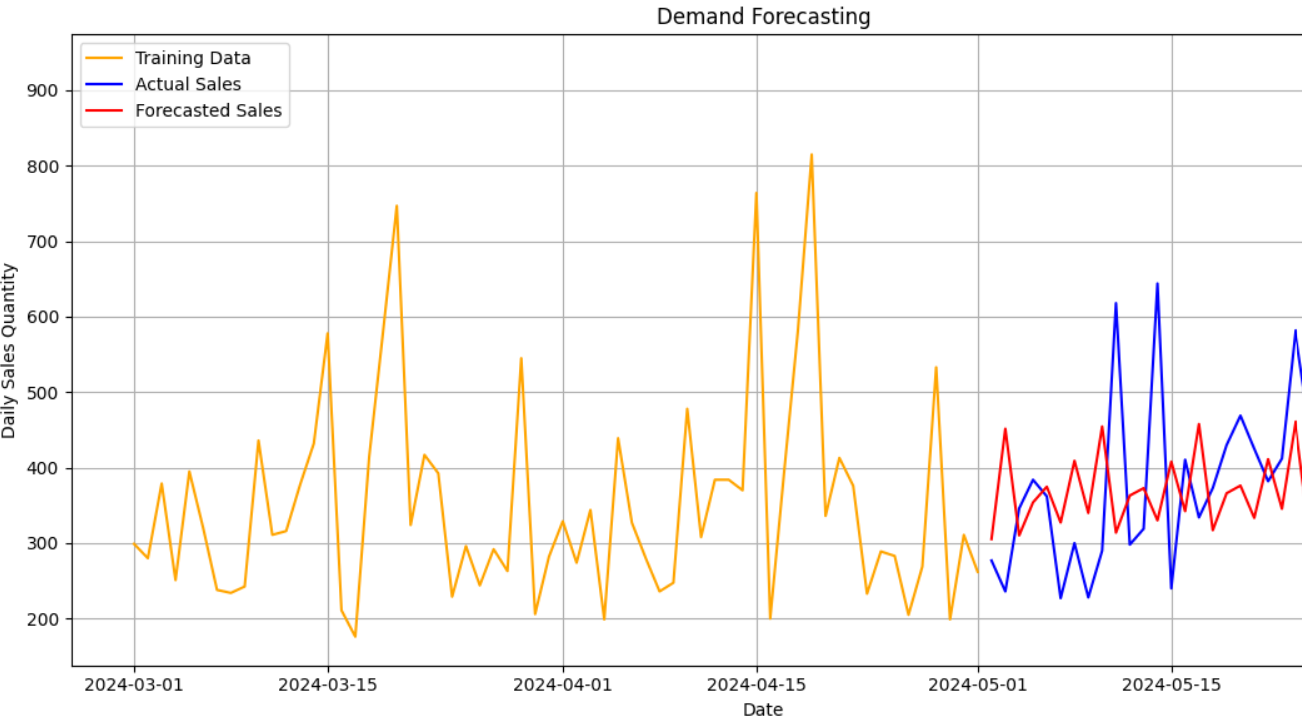 Demand Forecasting
Training Data
Actual Sales
Forecasted Sales
900
800
700
600
500
400
300
200
Daily Sales Quantity
2024-03-01
2024-03-15
2024-04-01
2024-04-15
2024-05-01
2024-05-15
Date